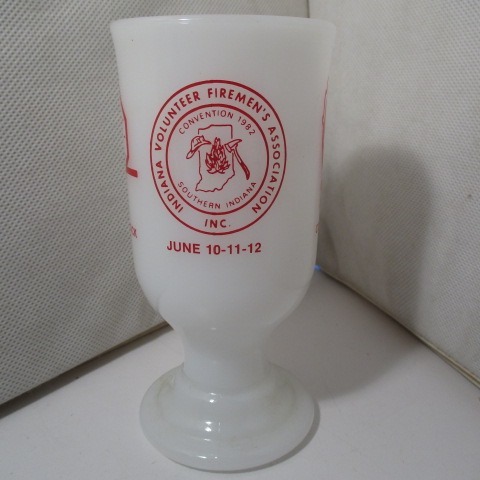 INDIANA VOLUNTEER FIREMEN'S ASSOCIATION
INC.
CONVENTION 1982
SOUTHERN INDIANA
JUNE 10-11-12